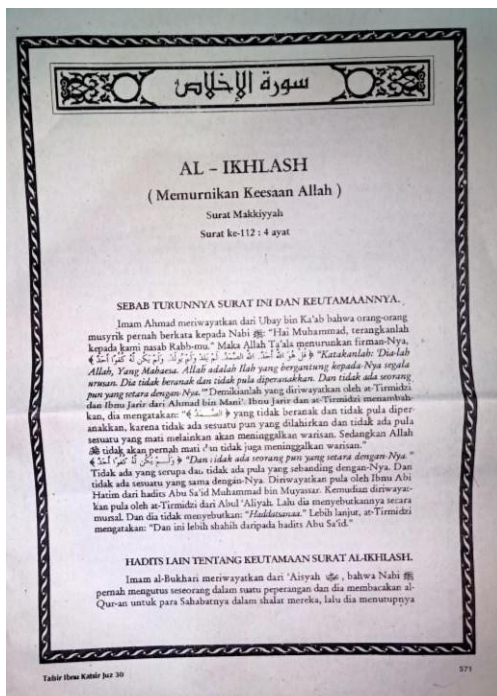 سورة الإخلاص
AL – IKHLASH
( Memurnikan Keesaan Allah )
Surat Makkiyyah
Surat ke-112 : 4 ayat
SEBAB TURUNNYA SURAT INI DAN KEUTAMAANNYA.
Imam Ahmad meriwayatkan dari Ubay bin Ka'ab bahwa orang-orang
musyrik pernah berkata kepada Nabi ﷺ: "Hai Muhammad, terangkanlah
kepada kami nasab Rabb-mu." Maka Allah Ta'ala menurunkan firman-Nya,
﴾ قُلْ هُوَ اللَّهُ أَحَدٌ. اللَّهُ الصَّمَدُ. لَمْ يَلِدْ وَلَمْ يُولَدْ. وَلَمْ يَكُن لَّهُ كُفُوًا أَحَدٌ ﴿ "Katakanlah: 'Dia-lah
Allah, Yang Mahaesa. Allah adalah Ilah yang bergantung kepada-Nya segala
urusan. Dia tidak beranak dan tidak pula diperanakkan. Dan tidak ada seorang
pun yang setara dengan-Nya.'" Demikianlah yang diriwayatkan oleh at-Tirmidzi
dan Ibnu Jarir dari Ahmad bin Mani'. Ibnu Jarir dan at-Tirmidzi menambah-
kan, dia mengatakan: "﴾ الصَّمَدُ ﴿ yang tidak beranak dan tidak pula diper-
anakkan, karena tidak ada sesuatu pun yang dilahirkan dan tidak ada pula
sesuatu yang mati melainkan akan meninggalkan warisan. Sedangkan Allah
tidak akan pernah mati dan tidak juga meninggalkan warisan."
﴾ وَلَمْ يَكُن لَّهُ كُفُوًا أَحَدٌ ﴿ "Dan tidak ada seorang pun yang setara dengan-Nya."
Tidak ada yang serupa dan tidak ada pula yang sebanding dengan-Nya. Dan
tidak ada sesuatu yang sama dengan-Nya. Diriwayatkan pula oleh Ibnu Abi
Hatim dari hadits Abu Sa'id Muhammad bin Muyassar. Kemudian diriwayat-
kan pula oleh at-Tirmidzi dari Abul 'Aliyah. Lalu dia menyebutkannya secara
mursal. Dan dia tidak menyebutkan: "Haddatsanaa." Lebih lanjut, at-Tirmidzi
mengatakan: "Dan ini lebih shahih daripada hadits Abu Sa'id."
HADITS LAIN TENTANG KEUTAMAAN SURAT AL-IKHLASH.
Imam al-Bukhari meriwayatkan dari 'Aisyah , bahwa Nabi ﷺ
pernah mengutus seseorang dalam suatu peperangan dan dia membacakan al-
Qur-an untuk para Sahabatnya dalam shalat mereka, lalu dia menutupnya
Tafsir Ibnu Katsir Juz 30
571